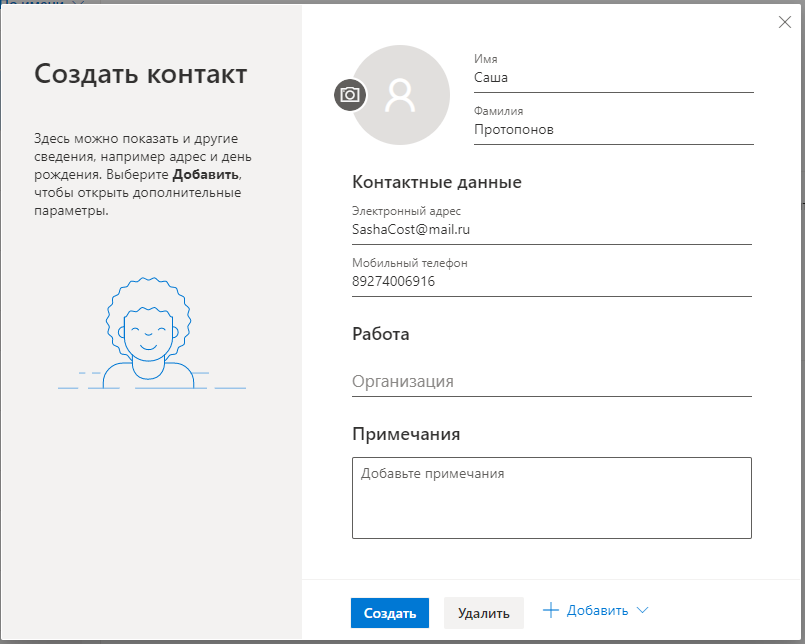 Создать контакт
Здесь можно показать и другие
сведения, например адрес и день
рождения. Выберите Добавить,
чтобы открыть дополнительные
параметры.
Имя
Саша
Фамилия
Протопонов
Контактные данные
Электронный адрес
SashaCost@mail.ru
Мобильный телефон
89274006916
Работа
Организация
Примечания
Добавьте примечания
Создать
Удалить
Добавить